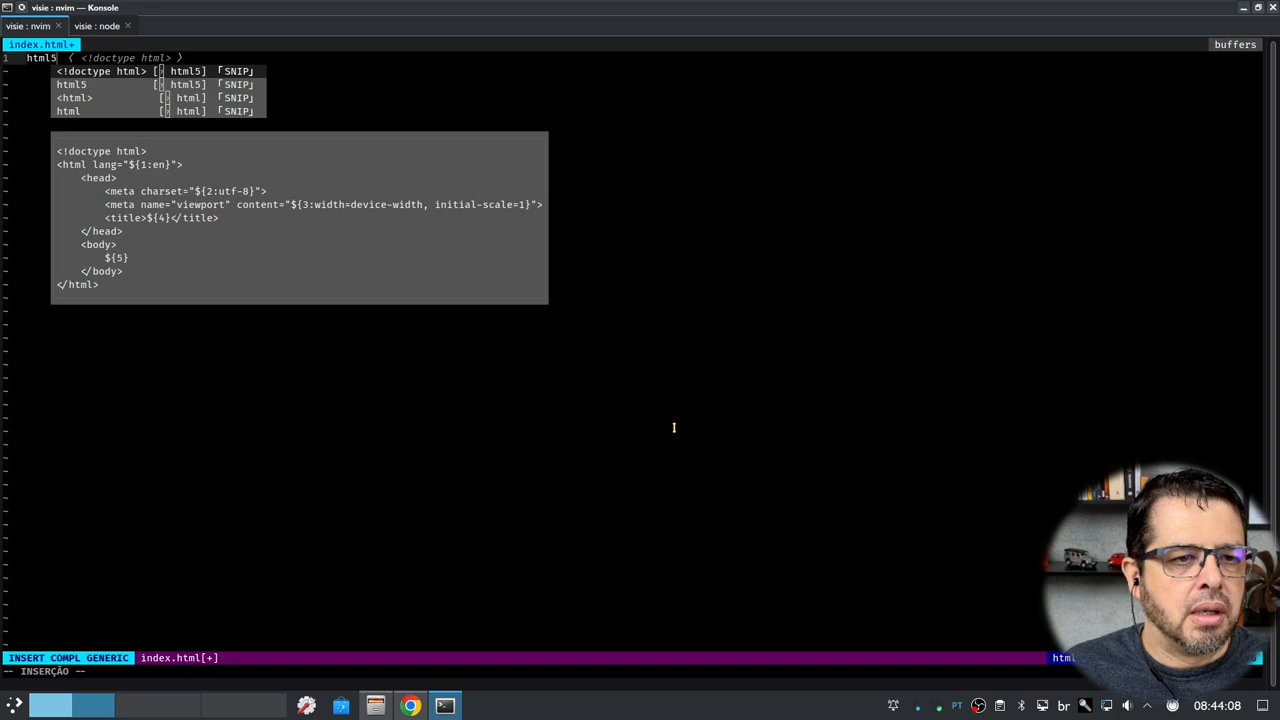 visie : nvim — Konsole
visie : nvim
visie : node
index.html+
buffers
1 html5 〈 <!doctype html> 〉
~ <!doctype html> [ html5] 「SNIP」
~ html5 [ html5] 「SNIP」
~ <html> [ html] 「SNIP」
~ html [ html] 「SNIP」
<!doctype html>
<html lang="${1:en}">
<head>
<meta charset="${2:utf-8}">
<meta name="viewport" content="${3:width=device-width, initial-scale=1}">
<title>${4}</title>
</head>
<body>
${5}
</body>
</html>
INSERT COMPL GENERIC index.html[+] html
-- INSERÇÃO --
PT
br
08:44:08